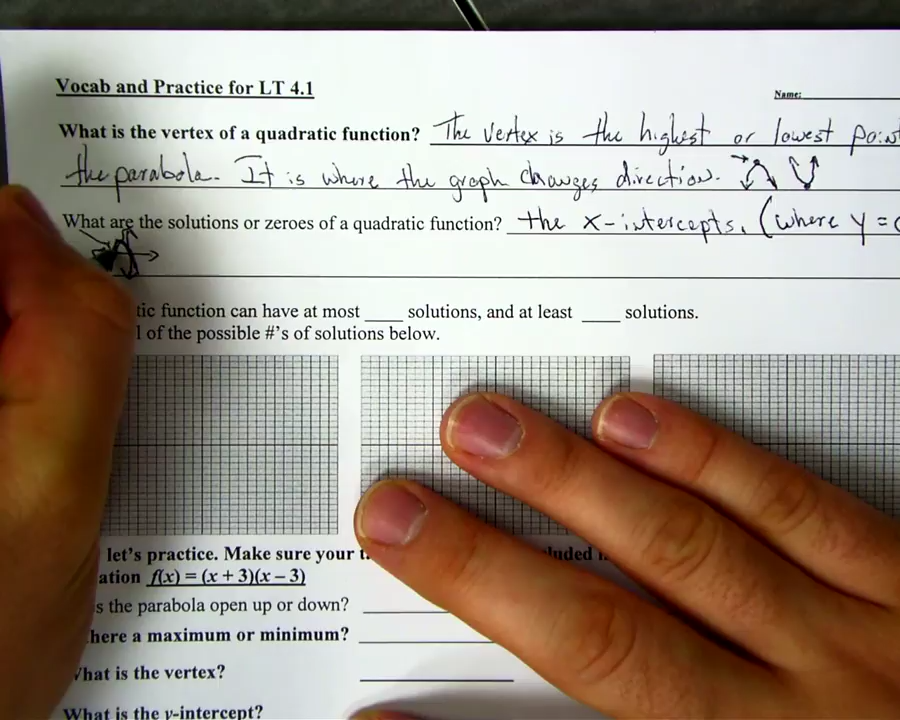 Vocab and Practice for LT 4.1
Name:
What is the vertex of a quadratic function? The vertex is the highest or lowest point
the parabola. It is where the graph changes direction.
What are the solutions or zeroes of a quadratic function? the x-intercepts. (where y =
tic function can have at most ____ solutions, and at least ____ solutions.
l of the possible #'s of solutions below.
let's practice. Make sure your
ation f(x) = (x + 3)(x – 3)
s the parabola open up or down?
here a maximum or minimum?
What is the vertex?
What is the y-intercept?